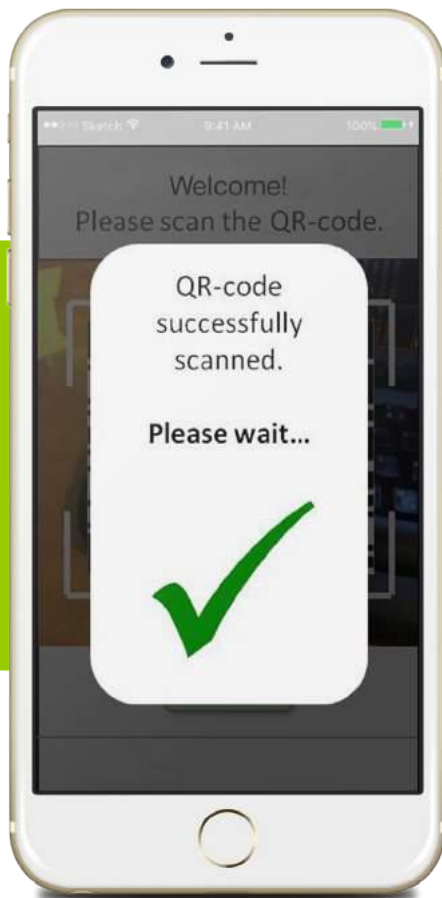 Sketch 9:41 AM 100%
Welcome!
Please scan the QR-code.
QR-code
successfully
scanned.
Please wait...